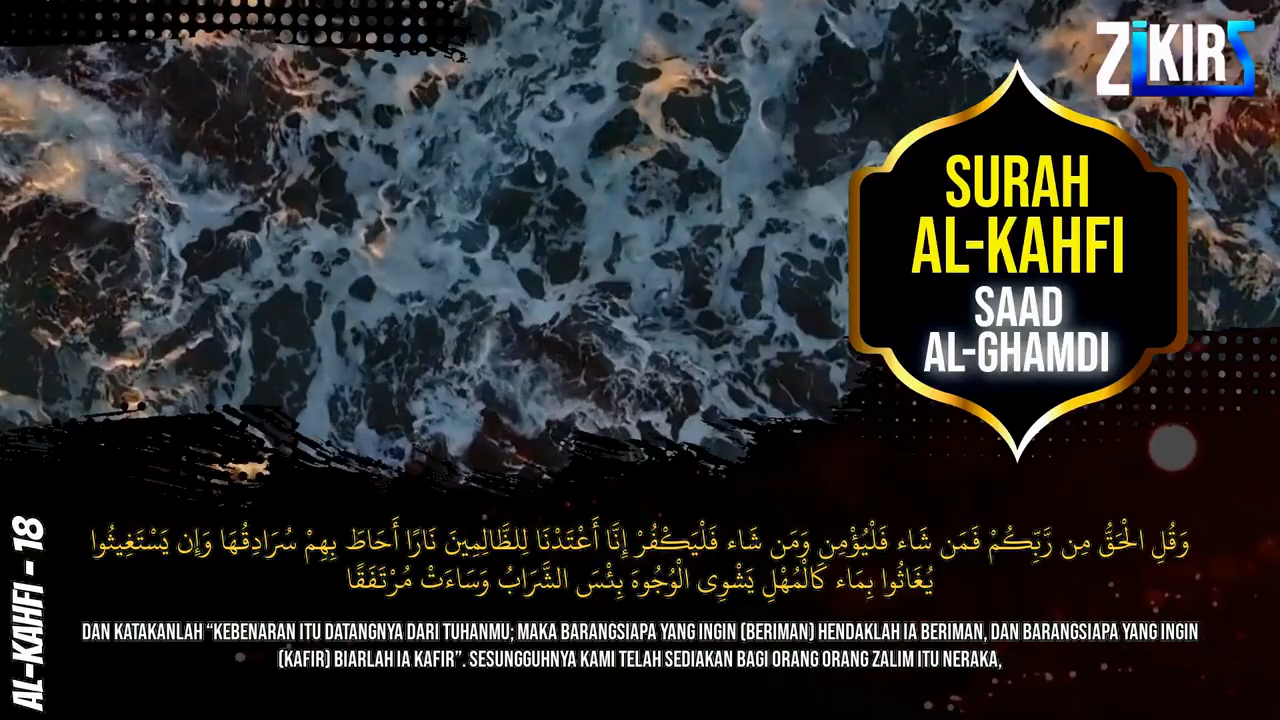 ZIKIR
SURAH
AL-KAHFI
SAAD
AL-GHAMDI
AL-KAHFI - 18
وَقُلِ الْحَقُّ مِن رَّبِّكُمْ فَمَن شَاء فَلْيُؤْمِن وَمَن شَاء فَلْيَكْفُرْ إِنَّا أَعْتَدْنَا لِلظَّالِمِينَ نَارًا أَحَاطَ بِهِمْ سُرَادِقُهَا وَإِن يَسْتَغِيثُوا
يُغَاثُوا بِمَاء كَالْمُهْلِ يَشْوِى الْوُجُوهَ بِئْسَ الشَّرَابُ وَسَاءَتْ مُرْتَفَقًا
DAN KATAKANLAH “KEBENARAN ITU DATANGNYA DARI TUHANMU; MAKA BARANGSIAPA YANG INGIN (BERIMAN) HENDAKLAH IA BERIMAN, DAN BARANGSIAPA YANG INGIN
(KAFIR) BIARLAH IA KAFIR”. SESUNGGUHNYA KAMI TELAH SEDIAKAN BAGI ORANG ORANG ZALIM ITU NERAKA,